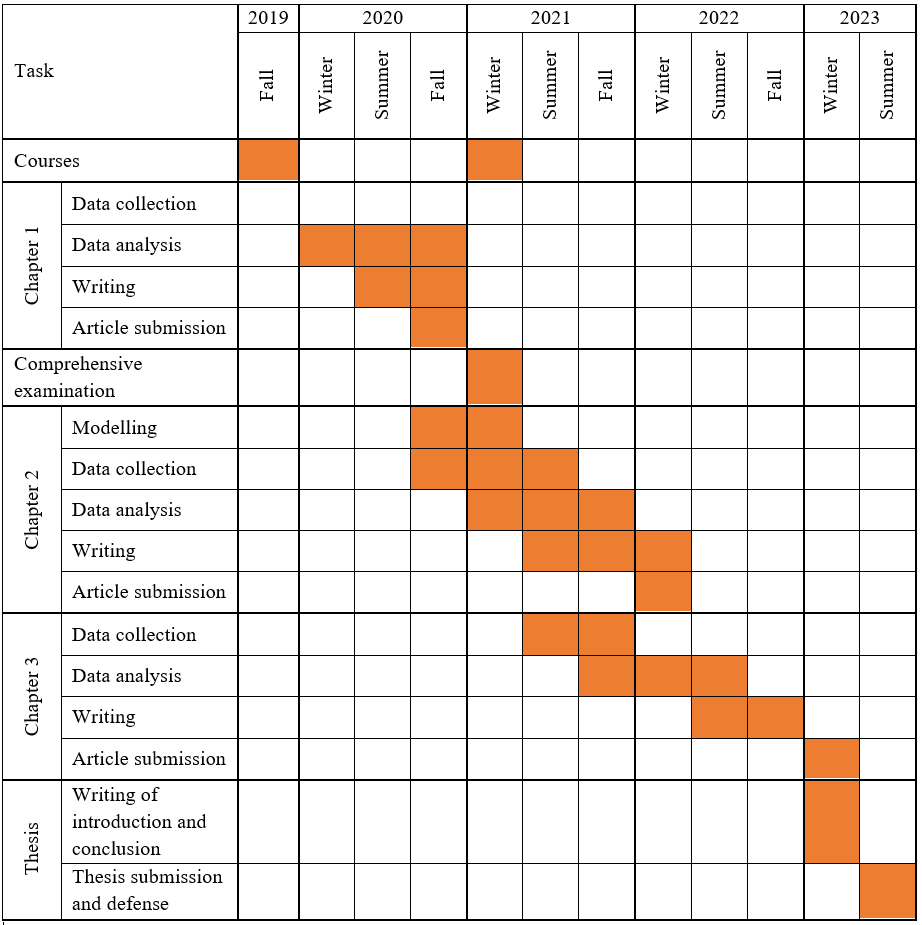 Task
2019
2020
2021
2022
2023
Fall
Winter
Summer
Fall
Winter
Summer
Fall
Winter
Summer
Fall
Winter
Summer
Courses
Chapter 1
Data collection
Data analysis
Writing
Article submission
Comprehensive
examination
Chapter 2
Modelling
Data collection
Data analysis
Writing
Article submission
Chapter 3
Data collection
Data analysis
Writing
Article submission
Thesis
Writing of
introduction and
conclusion
Thesis submission
and defense